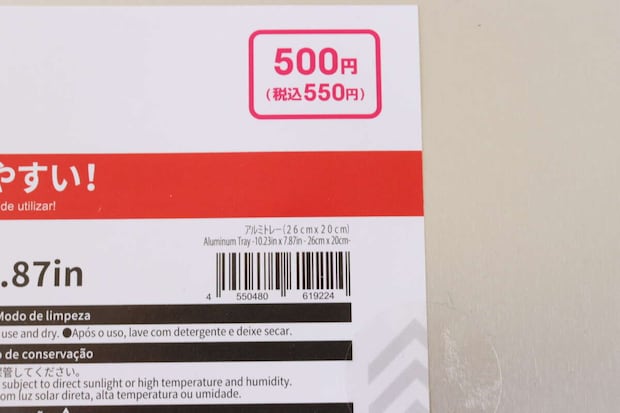 500円
(税込550円)
やすい!
de utilizar!
アルミトレー(26cmx20cm)
Aluminum Tray -10.23in x 7.87in - 26cm x 20cm-
.87in
4 550480 619224
Modo de limpeza
use and dry. ●Após o uso, lave com detergente e deixe secar.
o de conservação
保管してください。
subject to direct sunlight or high temperature and humidity.
com luz solar direta, alta temperatura ou umidade.